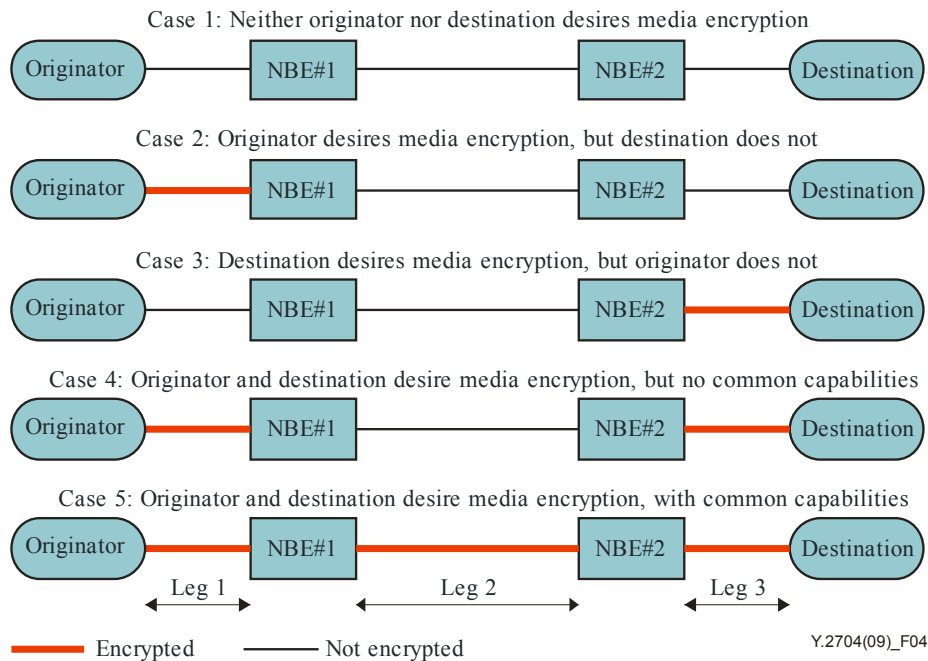 Case 1: Neither originator nor destination desires media encryption
Originator NBE#1 NBE#2 Destination
Case 2: Originator desires media encryption, but destination does not
Originator NBE#1 NBE#2 Destination
Case 3: Destination desires media encryption, but originator does not
Originator NBE#1 NBE#2 Destination
Case 4: Originator and destination desire media encryption, but no common capabilities
Originator NBE#1 NBE#2 Destination
Case 5: Originator and destination desire media encryption, with common capabilities
Originator NBE#1 NBE#2 Destination
Leg 1 Leg 2 Leg 3
Encrypted Not encrypted Y.2704(09)_F04